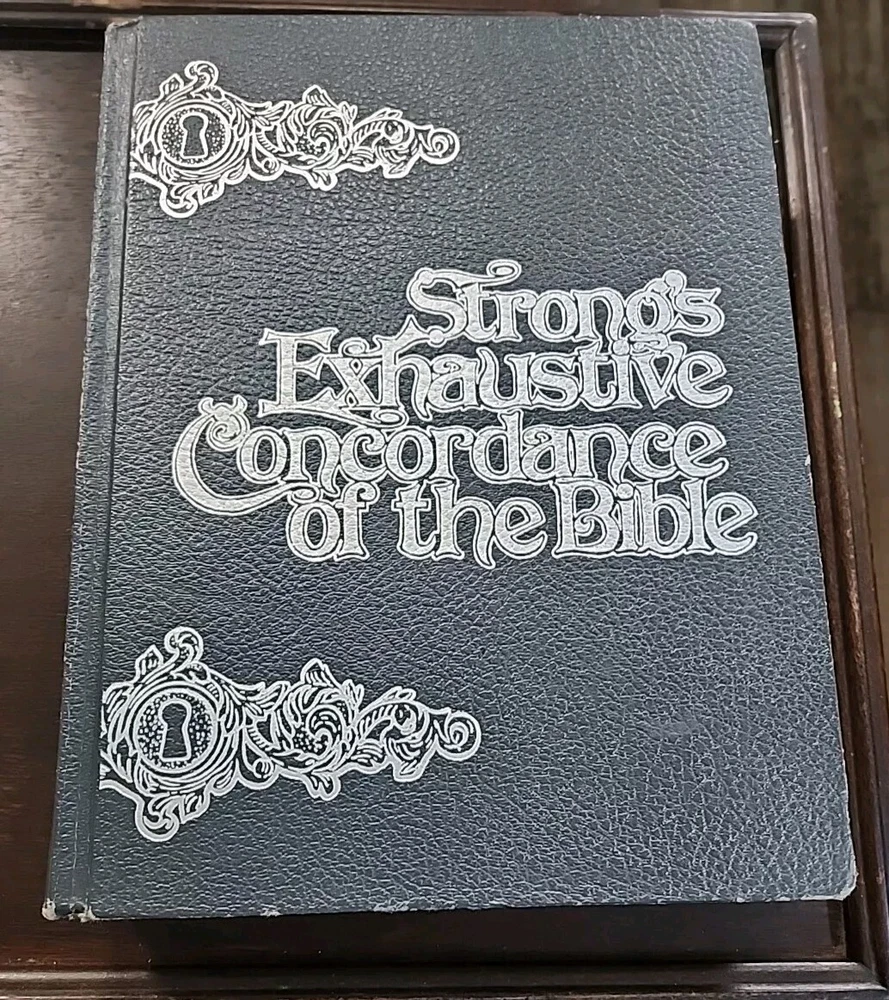 Strong's
Exhaustive
Concordance
of the Bible